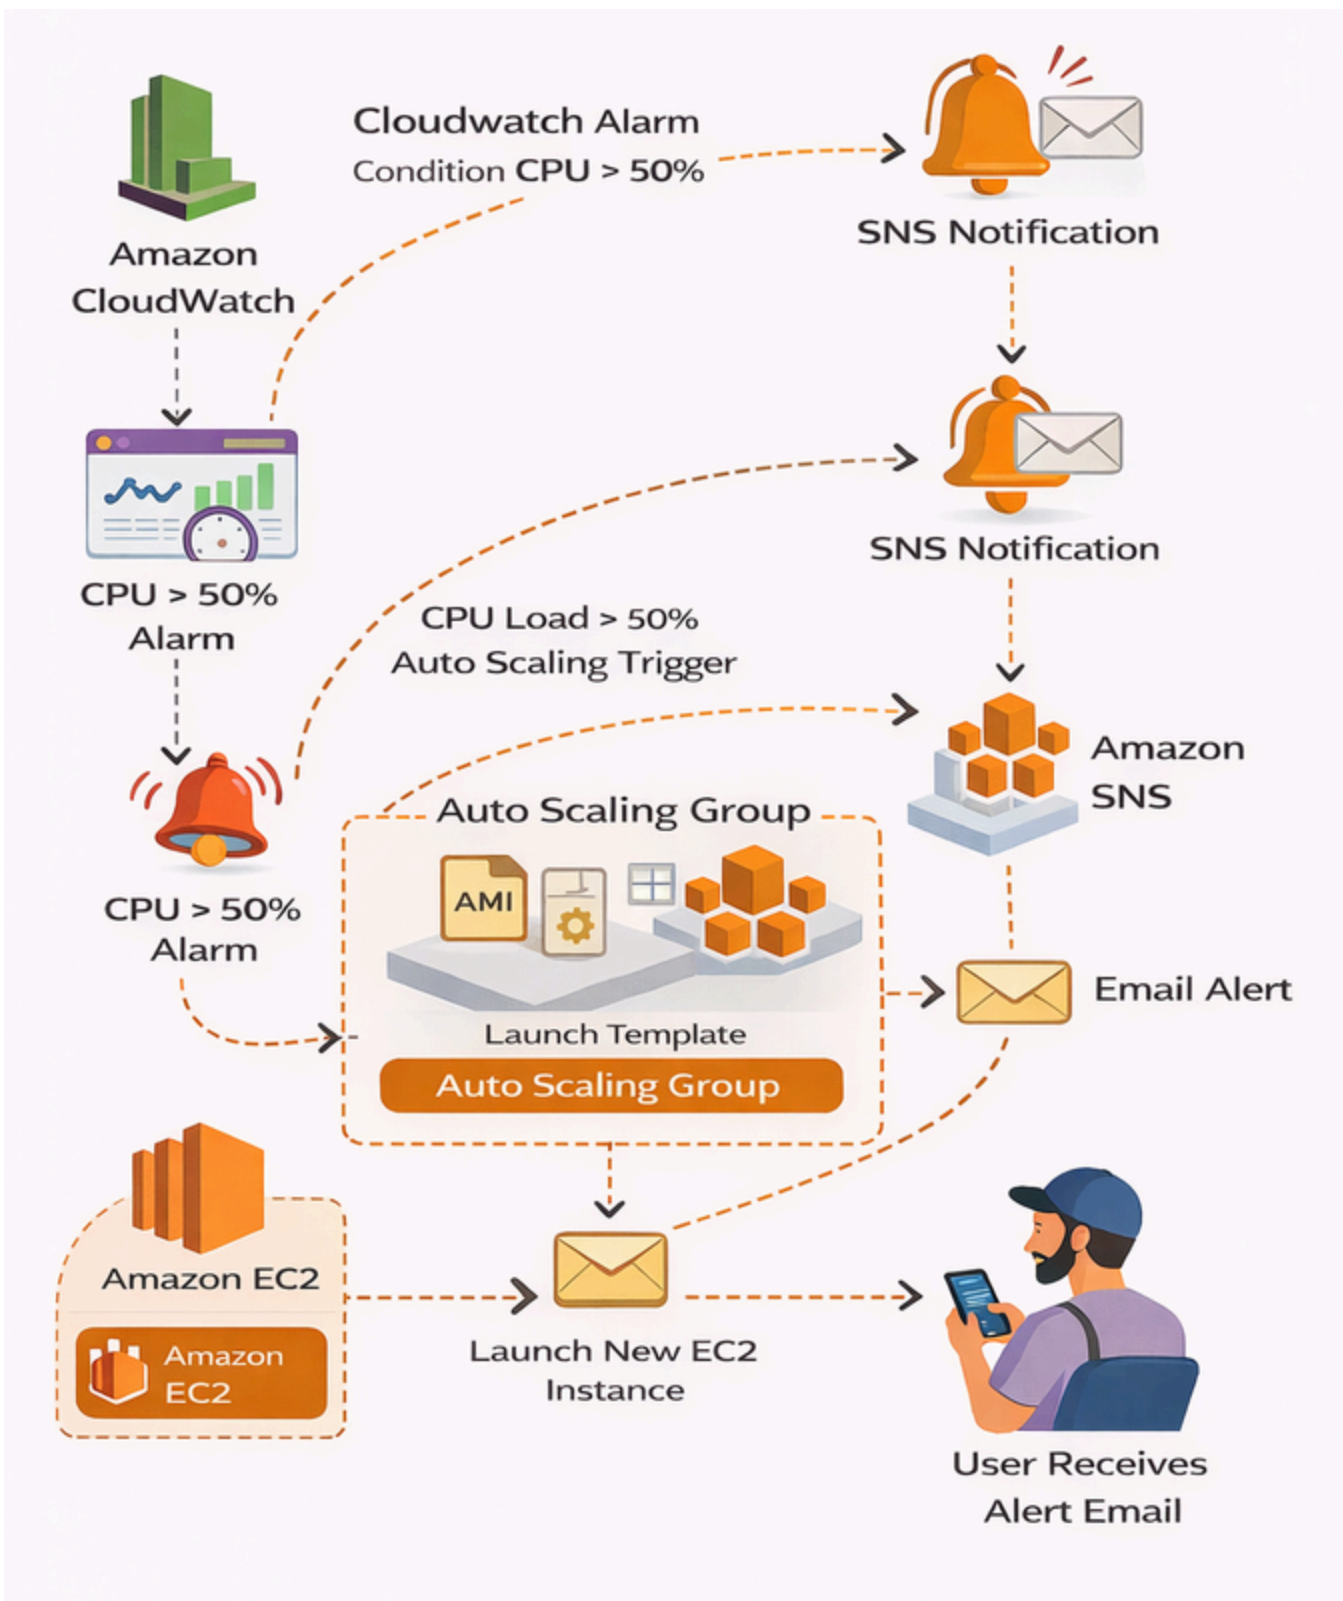 Cloudwatch Alarm
Condition CPU > 50%
Amazon
CloudWatch
SNS Notification
SNS Notification
CPU > 50%
Alarm
CPU Load > 50%
Auto Scaling Trigger
Amazon
SNS
Auto Scaling Group
AMI
CPU > 50%
Alarm
Launch Template
Auto Scaling Group
Email Alert
Amazon EC2
Amazon
EC2
Launch New EC2
Instance
User Receives
Alert Email